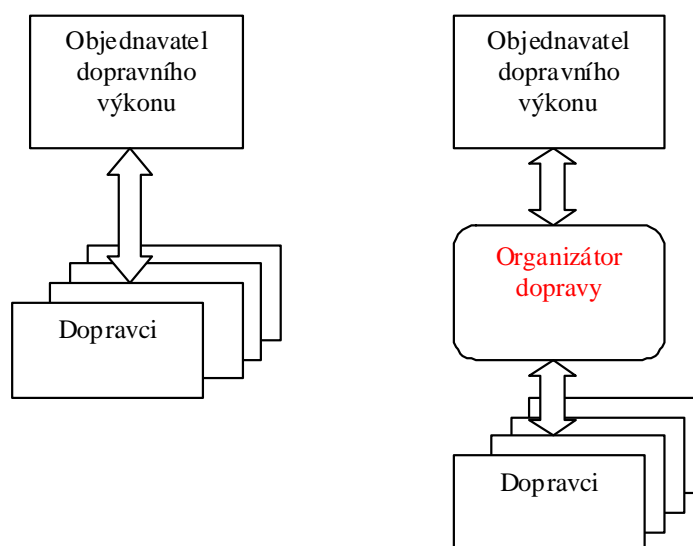 Objednavatel
dopravního
výkonu
Dopravci
Objednavatel
dopravního
výkonu
Organizátor
dopravy
Dopravci